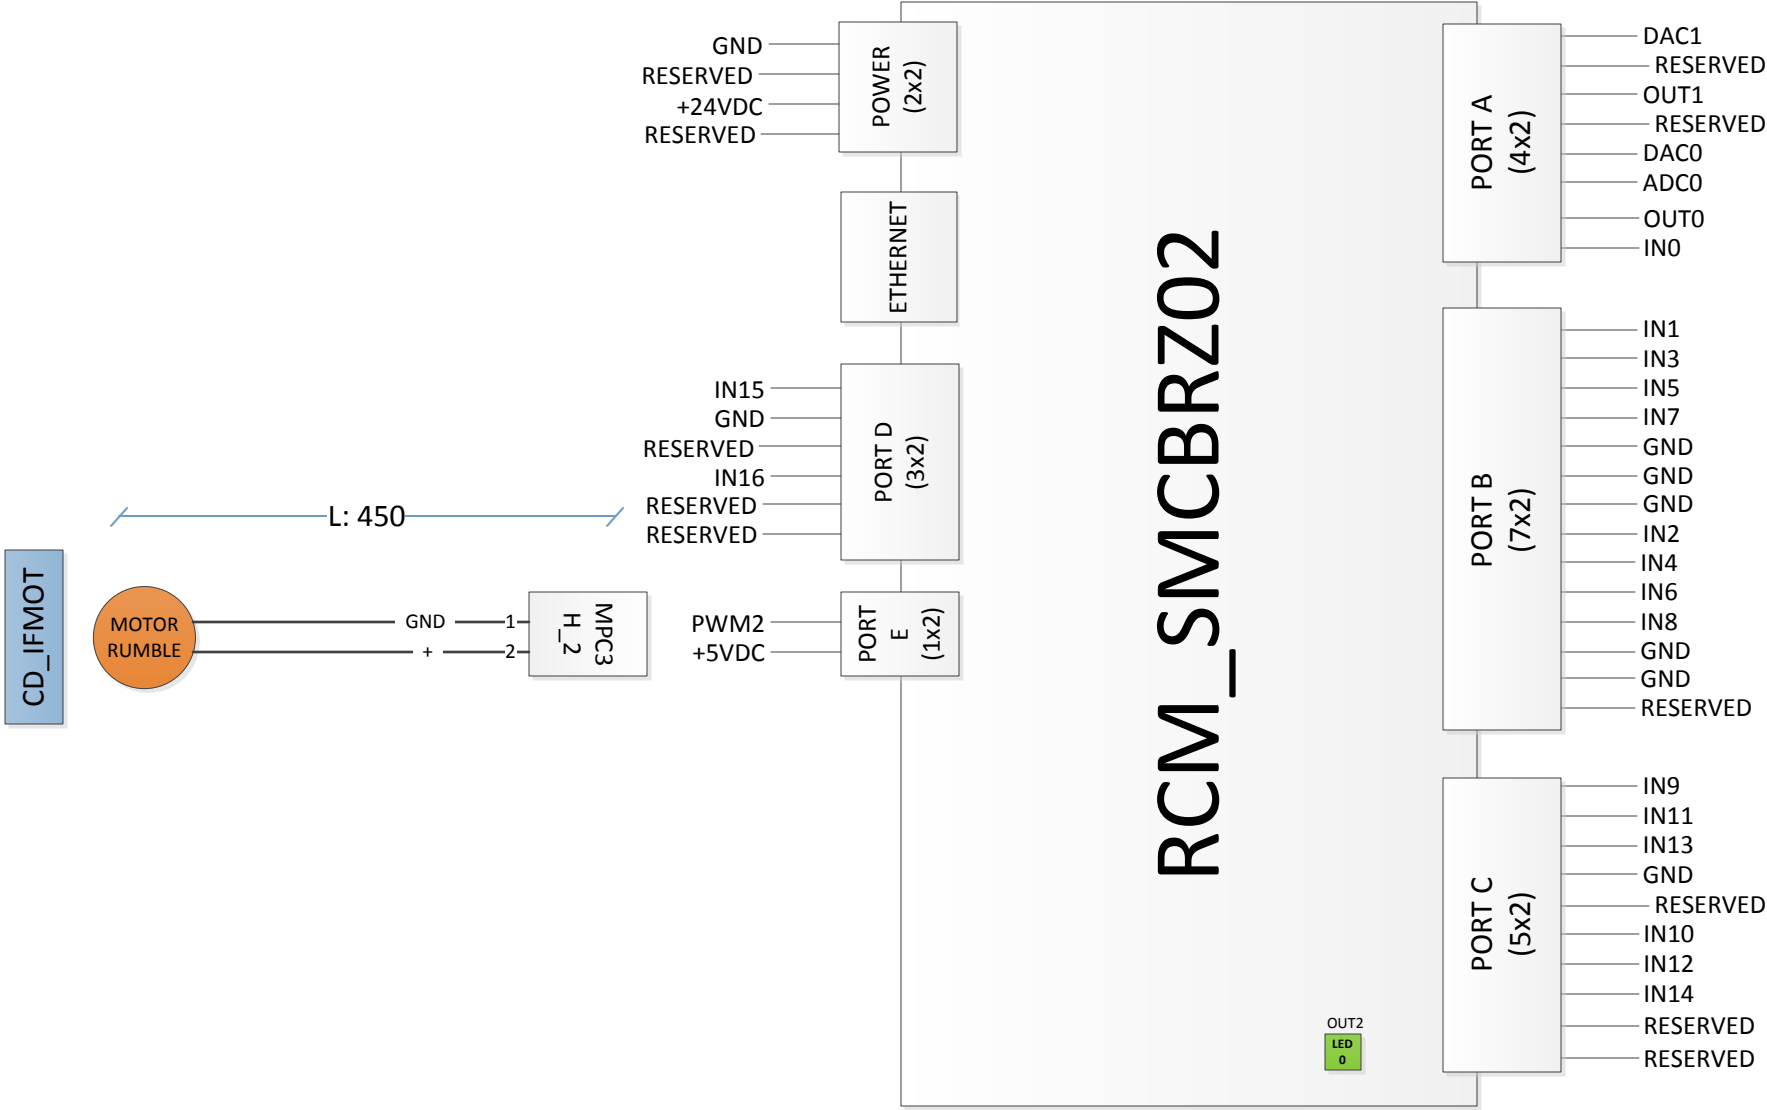 GND
RESERVED
+24VDC
RESERVED
POWER
(2x2)
ETHERNET
IN15
GND
RESERVED
IN16
RESERVED
RESERVED
PORT D
(3x2)
PWM2
+5VDC
PORT
E
(1x2)
L: 450
CD_IFMOT
MOTOR
RUMBLE
GND
1
+
2
MPC3
H_2
RCM_SMCBRZ02
OUT2
LED
0
PORT A
(4x2)
DAC1
RESERVED
OUT1
RESERVED
DAC0
ADC0
OUT0
IN0
PORT B
(7x2)
IN1
IN3
IN5
IN7
GND
GND
GND
IN2
IN4
IN6
IN8
GND
GND
RESERVED
PORT C
(5x2)
IN9
IN11
IN13
GND
RESERVED
IN10
IN12
IN14
RESERVED
RESERVED